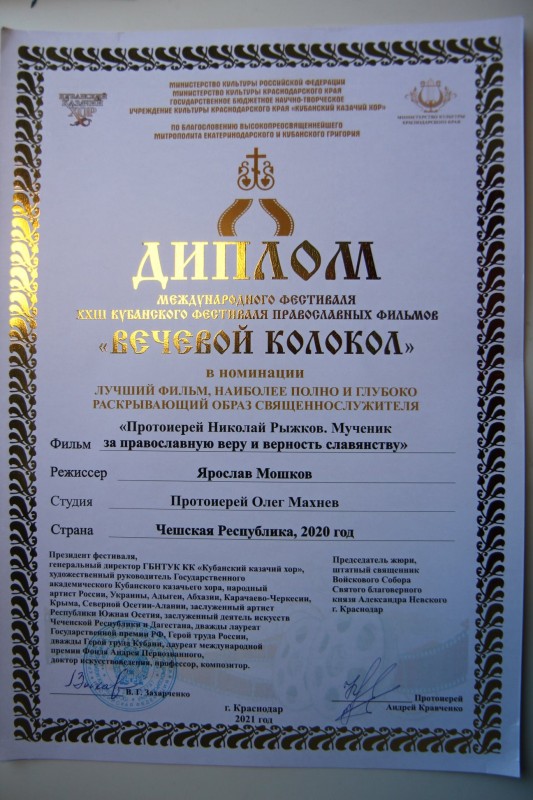 КУБАНСКИЙ
КАЗАЧИЙ
ХОР
МИНИСТЕРСТВО КУЛЬТУРЫ РОССИЙСКОЙ ФЕДЕРАЦИИ
МИНИСТЕРСТВО КУЛЬТУРЫ КРАСНОДАРСКОГО КРАЯ
ГОСУДАРСТВЕННОЕ БЮДЖЕТНОЕ НАУЧНО-ТВОРЧЕСКОЕ
УЧРЕЖДЕНИЕ КУЛЬТУРЫ КРАСНОДАРСКОГО КРАЯ «КУБАНСКИЙ КАЗАЧИЙ ХОР»
МИНИСТЕРСТВО КУЛЬТУРЫ
КРАСНОДАРСКОГО КРАЯ
ПО БЛАГОСЛОВЕНИЮ ВЫСОКОПРЕОСВЯЩЕННЕЙШЕГО
МИТРОПОЛИТА ЕКАТЕРИНОДАРСКОГО И КУБАНСКОГО ГРИГОРИЯ
ДИПЛОМ
МЕЖДУНАРОДНОГО ФЕСТИВАЛЯ
XXIII КУБАНСКОГО ФЕСТИВАЛЯ ПРАВОСЛАВНЫХ ФИЛЬМОВ
«ВЕЧЕВОЙ КОЛОКОЛ»
в номинации
ЛУЧШИЙ ФИЛЬМ, НАИБОЛЕЕ ПОЛНО И ГЛУБОКО
РАСКРЫВАЮЩИЙ ОБРАЗ СВЯЩЕННОСЛУЖИТЕЛЯ
«Протоиерей Николай Рыжков. Мученик
Фильм за православную веру и верность славянству»
Режиссер Ярослав Мошков
Студия Протоиерей Олег Махнев
Страна Чешская Республика, 2020 год
Президент фестиваля,
генеральный директор ГБНТУК КК «Кубанский казачий хор»,
художественный руководитель Государственного
академического Кубанского казачьего хора, народный
артист России, Украины, Адыгеи, Абхазии, Карачаево-Черкесии,
Крыма, Северной Осетии-Алании, заслуженный артист
Республики Южная Осетия, заслуженный деятель искусств
Чеченской Республики и Дагестана, дважды лауреат
Государственной премии РФ, Герой труда России,
дважды Герой труда Кубани, лауреат международной
премии Фонда Андрея Первозванного,
доктор искусствоведения, профессор, композитор.
В. Г. Захарченко
Председатель жюри,
штатный священник
Войскового Собора
Святого благоверного
князя Александра Невского
г. Краснодар
Протоиерей
Андрей Кравченко
г. Краснодар
2021 год